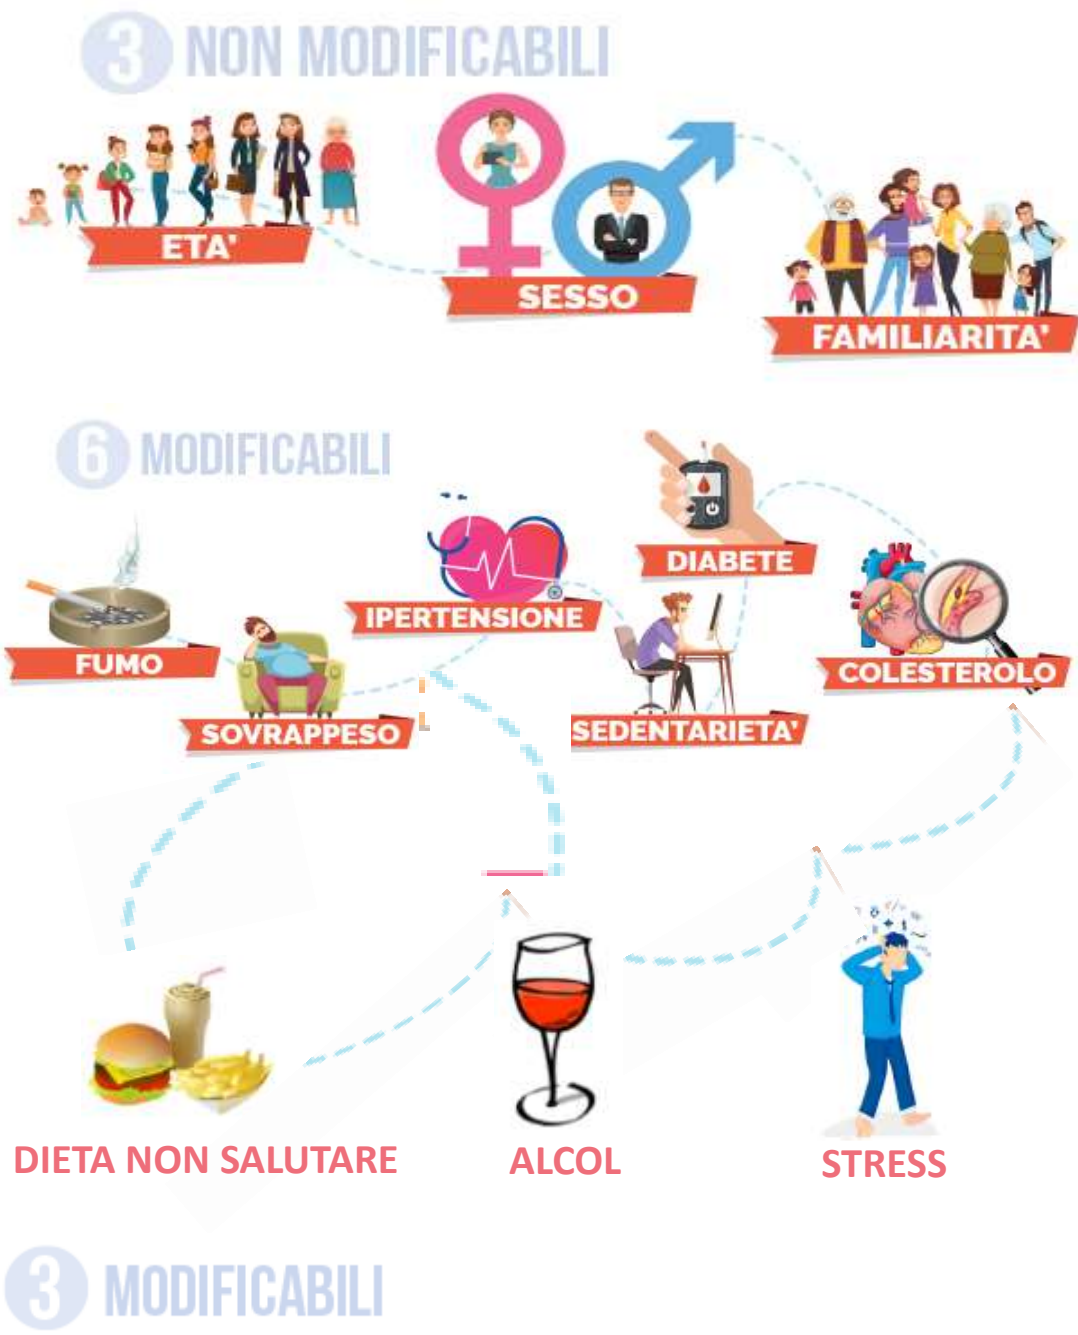 3 NON MODIFICABILI
ETA'
SESSO
FAMILIARITA'
6 MODIFICABILI
FUMO
SOVRAPPESO
IPERTENSIONE
DIABETE
SEDENTARIETA'
COLESTEROLO
DIETA NON SALUTARE
ALCOL
STRESS
3 MODIFICABILI